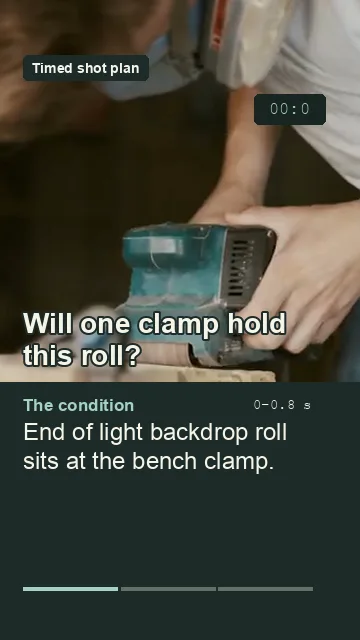 Timed shot plan
00:0
Will one clamp hold
this roll?
The condition
0–0.8 s
End of light backdrop roll
sits at the bench clamp.